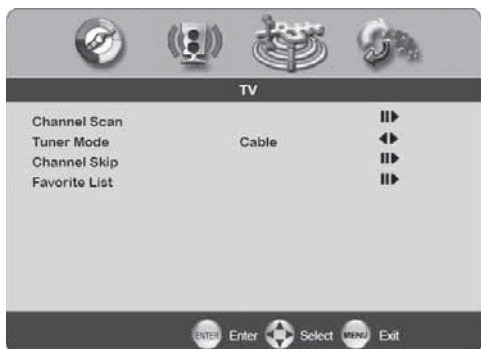 TV
Channel Scan
Tuner Mode Cable
Channel Skip
Favorite List
ENTER Enter Select MENU Exit